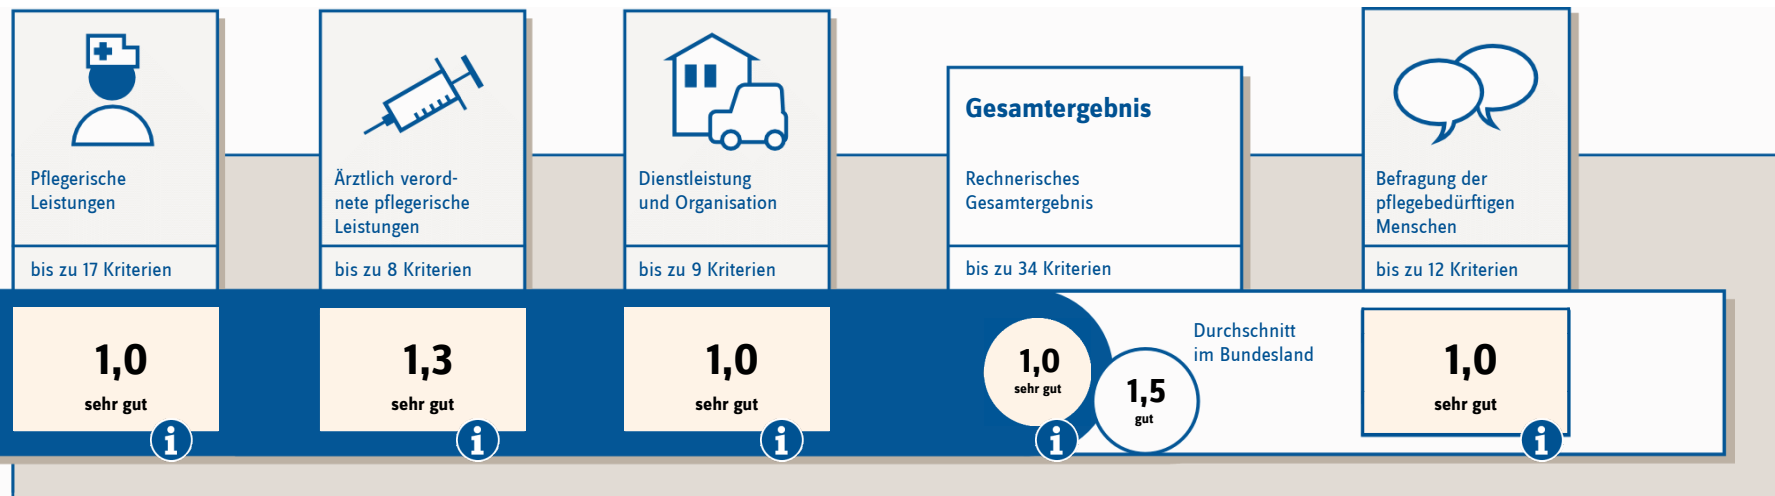 Pflegerische
Leistungen
bis zu 17 Kriterien
1,0
sehr gut
i
Ärztlich verord-
nete pflegerische
Leistungen
bis zu 8 Kriterien
1,3
sehr gut
i
Dienstleistung
und Organisation
bis zu 9 Kriterien
1,0
sehr gut
i
Gesamtergebnis
Rechnerisches
Gesamtergebnis
bis zu 34 Kriterien
1,0
sehr gut
i
1,5
gut
Durchschnitt
im Bundesland
Befragung der
pflegebedürftigen
Menschen
bis zu 12 Kriterien
1,0
sehr gut
i